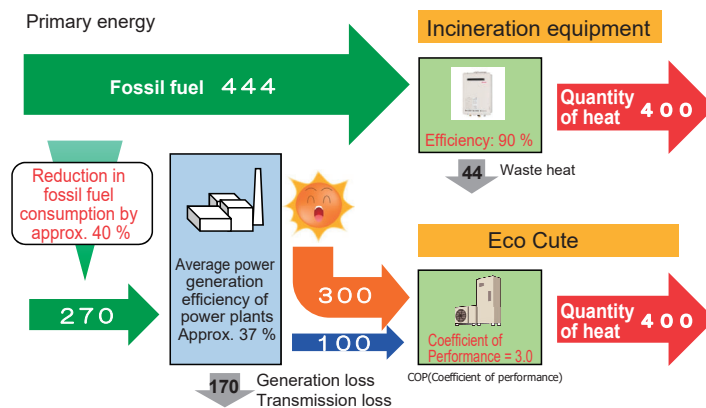 Primary energy
Incineration equipment
Fossil fuel 444
Efficiency: 90 %
Quantity
of heat 400
44 Waste heat
Reduction in
fossil fuel
consumption by
approx. 40 %
Eco Cute
Average power
generation
efficiency of
power plants
Approx. 37 %
270
300
100
Coefficient of
Performance = 3.0
Quantity
of heat 400
COP(Coefficient of performance)
170
Generation loss
Transmission loss